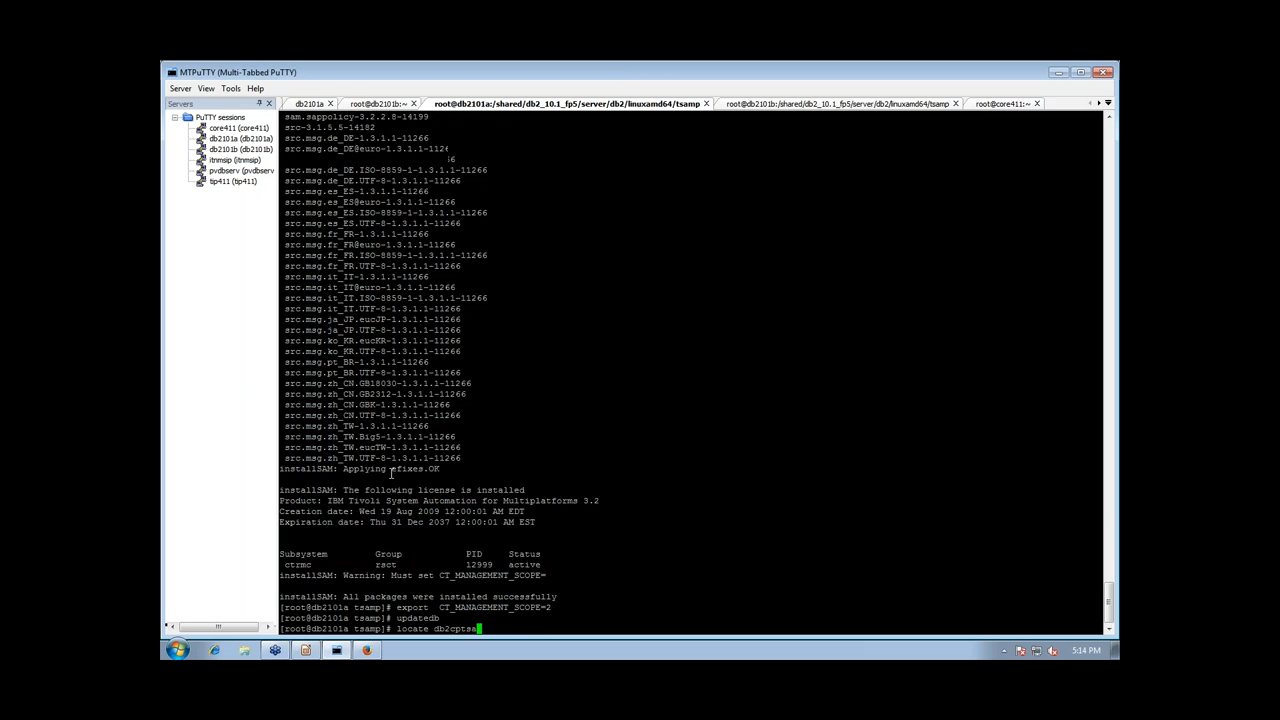 MTPuTTY (Multi-Tabbed PuTTY)
Server View Tools Help
Servers
db2101a
root@db2101b:~
root@db2101a:/shared/db2_10.1_fp5/server/db2/linuxamd64/tsamp
root@db2101b:/shared/db2_10.1_fp5/server/db2/linuxamd64/tsamp
root@core411:~
PuTTY sessions
core411 (core411)
db2101a (db2101a)
db2101b (db2101b)
itnmsip (itnmsip)
pvdbserv (pvdbserv
tip411 (tip411)
sam.sappolicy-3.2.2.8-14199
src-3.1.5.5-14182
src.msg.de_DE-1.3.1.1-11266
src.msg.de_DE@euro-1.3.1.1-1126
66
src.msg.de_DE.ISO-8859-1-1.3.1.1-11266
src.msg.de_DE.UTF-8-1.3.1.1-11266
src.msg.es_ES-1.3.1.1-11266
src.msg.es_ES@euro-1.3.1.1-11266
src.msg.es_ES.ISO-8859-1-1.3.1.1-11266
src.msg.es_ES.UTF-8-1.3.1.1-11266
src.msg.fr_FR-1.3.1.1-11266
src.msg.fr_FR@euro-1.3.1.1-11266
src.msg.fr_FR.ISO-8859-1-1.3.1.1-11266
src.msg.fr_FR.UTF-8-1.3.1.1-11266
src.msg.it_IT-1.3.1.1-11266
src.msg.it_IT@euro-1.3.1.1-11266
src.msg.it_IT.ISO-8859-1-1.3.1.1-11266
src.msg.it_IT.UTF-8-1.3.1.1-11266
src.msg.ja_JP.eucJP-1.3.1.1-11266
src.msg.ja_JP.UTF-8-1.3.1.1-11266
src.msg.ko_KR.eucKR-1.3.1.1-11266
src.msg.ko_KR.UTF-8-1.3.1.1-11266
src.msg.pt_BR-1.3.1.1-11266
src.msg.pt_BR.UTF-8-1.3.1.1-11266
src.msg.zh_CN.GB18030-1.3.1.1-11266
src.msg.zh_CN.GB2312-1.3.1.1-11266
src.msg.zh_CN.GBK-1.3.1.1-11266
src.msg.zh_CN.UTF-8-1.3.1.1-11266
src.msg.zh_TW-1.3.1.1-11266
src.msg.zh_TW.Big5-1.3.1.1-11266
src.msg.zh_TW.eucTW-1.3.1.1-11266
src.msg.zh_TW.UTF-8-1.3.1.1-11266
installSAM: Applying efixes.OK
installSAM: The following license is installed
Product: IBM Tivoli System Automation for Multiplatforms 3.2
Creation date: Wed 19 Aug 2009 12:00:01 AM EDT
Expiration date: Thu 31 Dec 2037 12:00:01 AM EST
Subsystem Group PID Status
ctrmc rsct 12999 active
installSAM: Warning: Must set CT_MANAGEMENT_SCOPE=
installSAM: All packages were installed successfully
[root@db2101a tsamp]# export CT_MANAGEMENT_SCOPE=2
[root@db2101a tsamp]# updatedb
[root@db2101a tsamp]# locate db2cptsa
5:14 PM